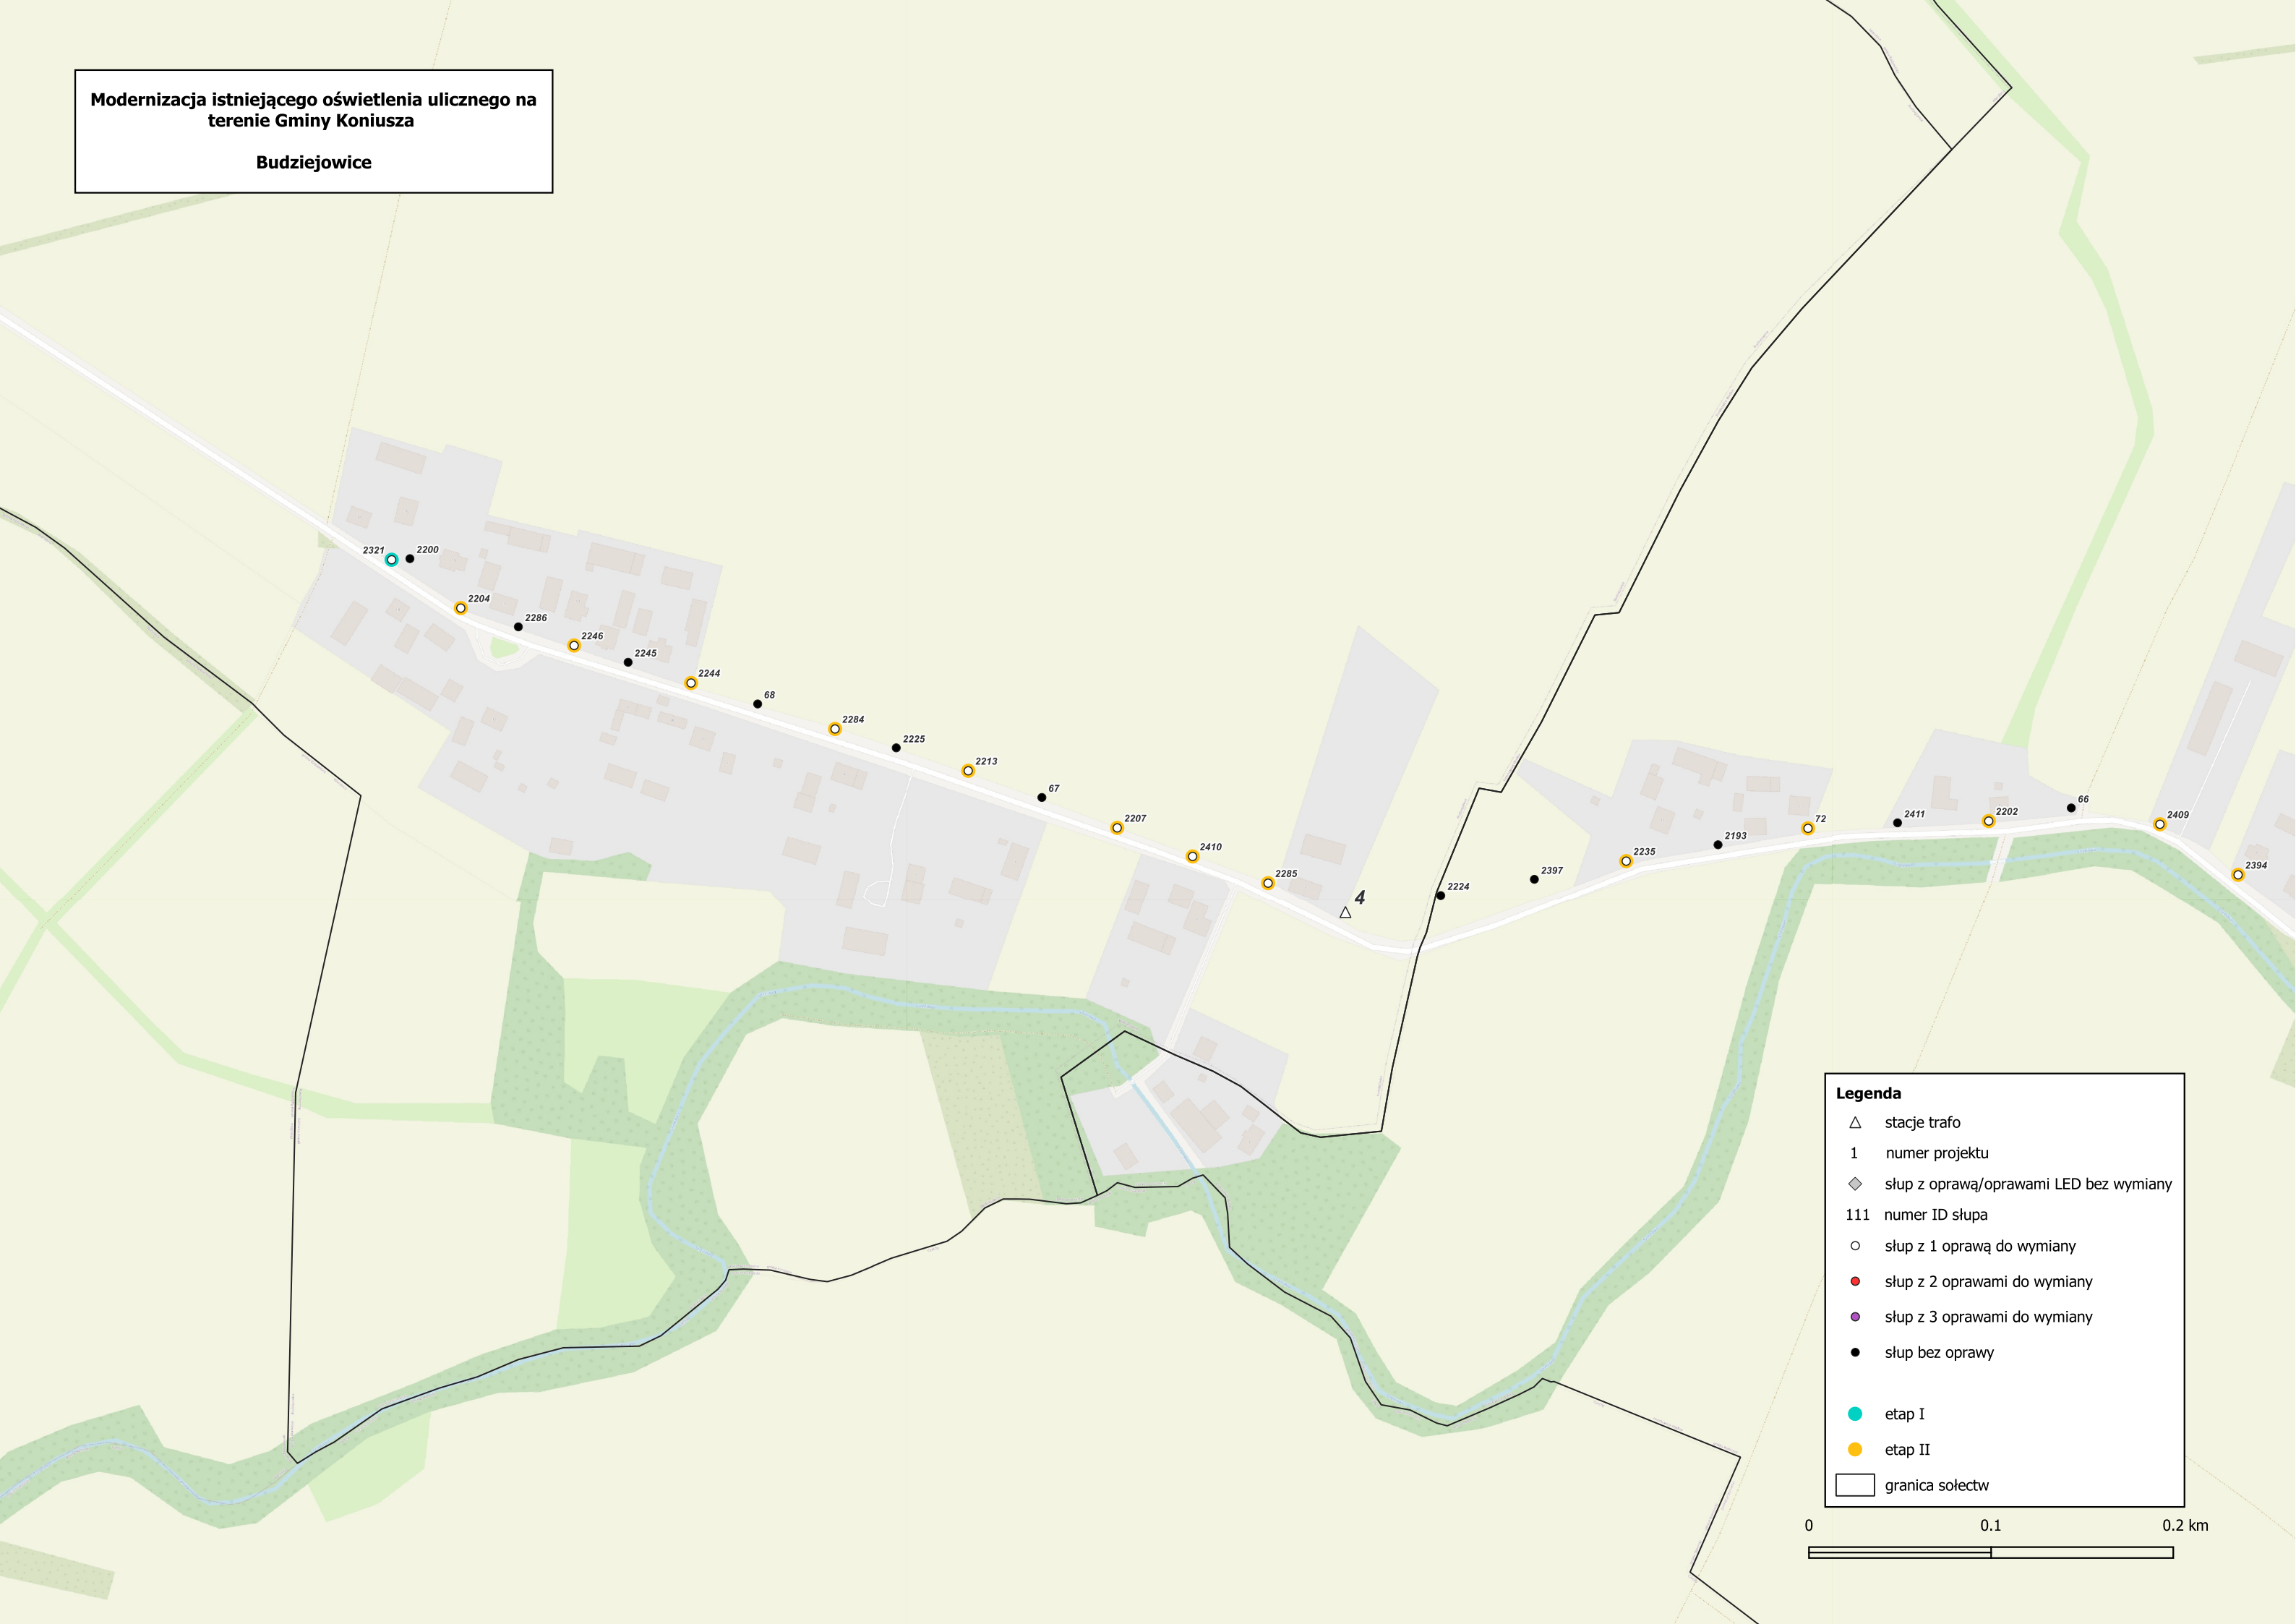 Modernizacja istniejącego oświetlenia ulicznego na
terenie Gminy Koniusza
Budziejowice
2321
2200
2204
2286
2246
2245
2244
68
2284
2225
2213
67
2207
2410
2285
4
2224
2397
2235
2193
72
2411
2202
66
2409
2394
Legenda
stacje trafo
1 numer projektu
słup z oprawą/oprawami LED bez wymiany
111 numer ID słupa
słup z 1 oprawą do wymiany
słup z 2 oprawami do wymiany
słup z 3 oprawami do wymiany
słup bez oprawy
etap I
etap II
granica sołectw
0 0.1 0.2 km